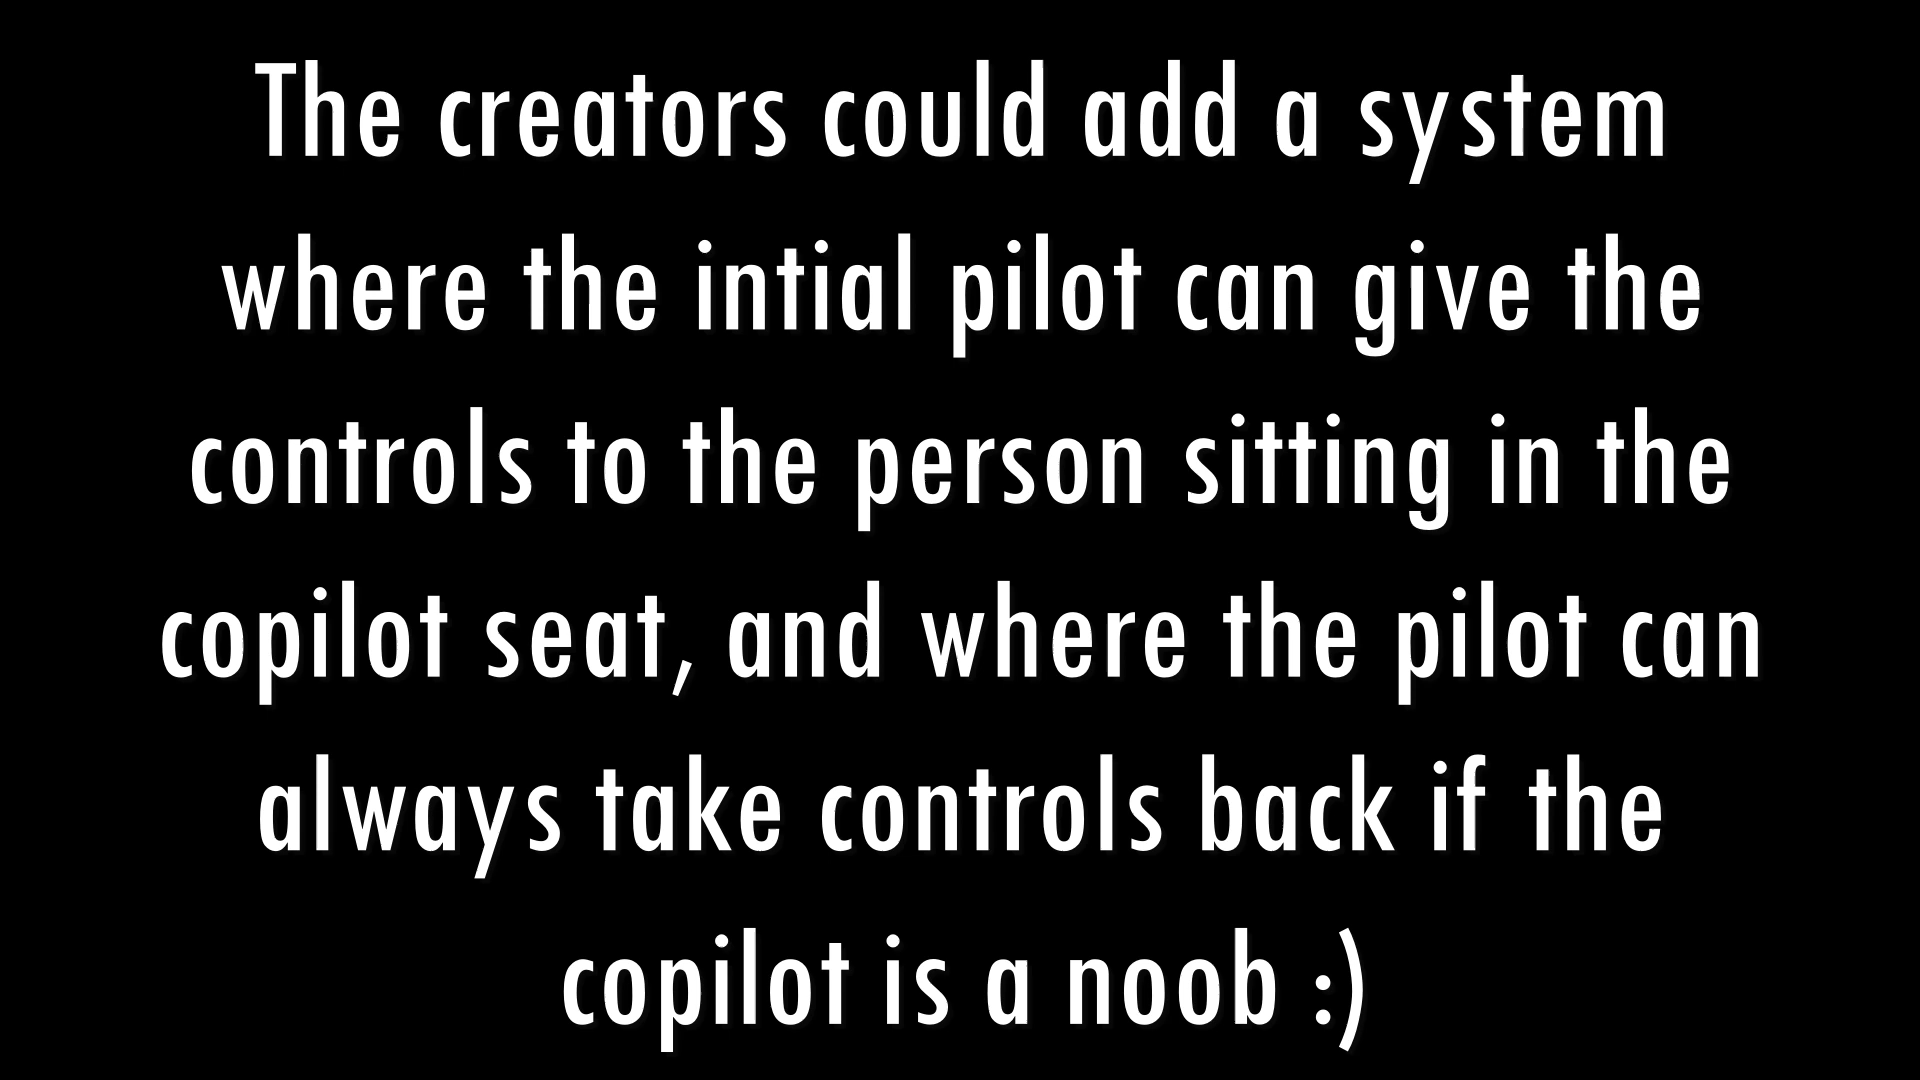 The creators could add a system
where the intial pilot can give the
controls to the person sitting in the
copilot seat, and where the pilot can
always take controls back if the
copilot is a noob :)